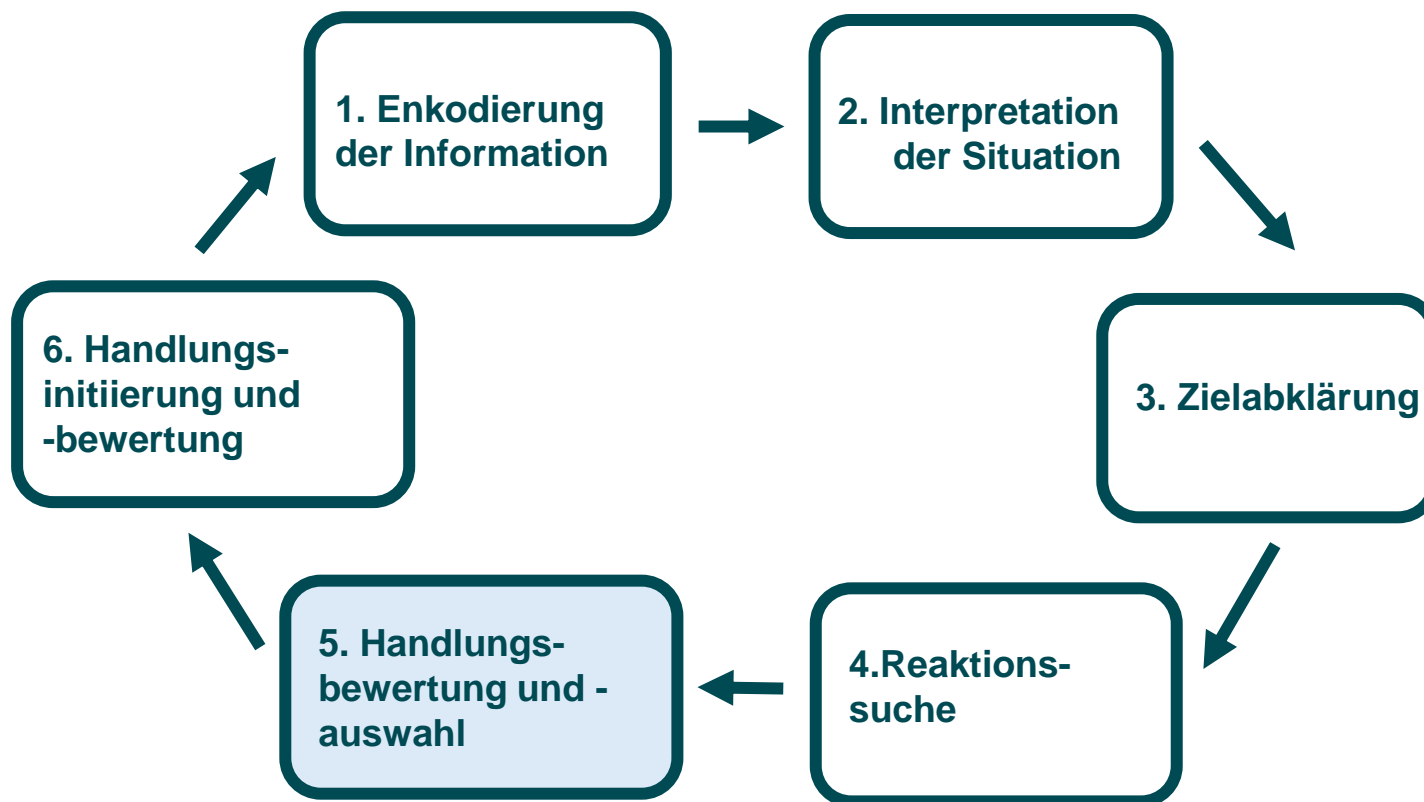 1. Enkodierung
der Information
2. Interpretation
der Situation
3. Zielabklärung
4.Reaktions-
suche
5. Handlungs-
bewertung und -
auswahl
6. Handlungs-
initiierung und
-bewertung